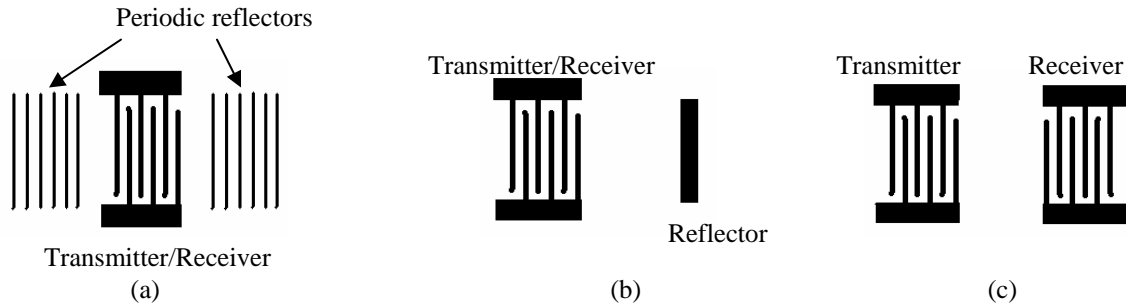 Periodic reflectors
Transmitter/Receiver
(a)
Transmitter/Receiver
Reflector
(b)
Transmitter
Receiver
(c)